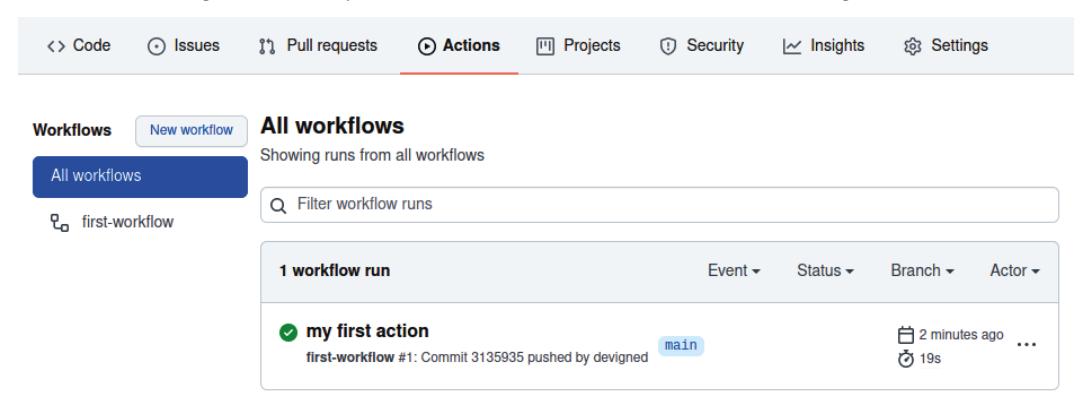 Code Issues Pull requests Actions Projects Security Insights Settings
Workflows New workflow
All workflows
first-workflow
All workflows
Showing runs from all workflows
Filter workflow runs
1 workflow run Event Status Branch Actor
my first action
first-workflow #1: Commit 3135935 pushed by devigned
main
2 minutes ago
19s